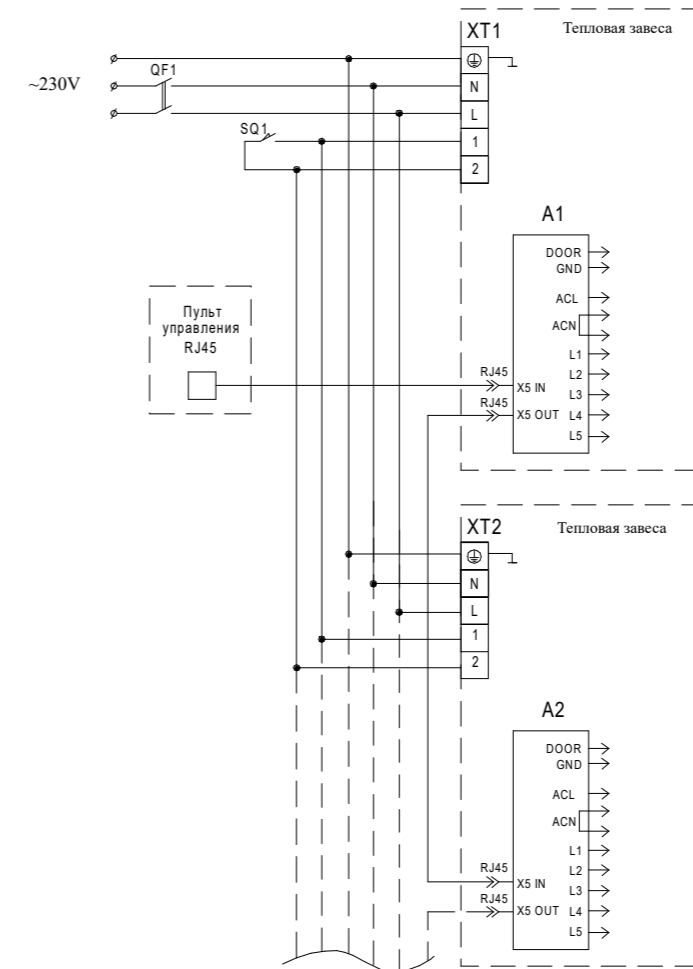 XT1
Тепловая завеса
QF1
~230V
N
L
SQ1
1
2
A1
DOOR
GND
ACL
ACN
Пульт
управления
RJ45
L1
L2
RJ45
X5 IN
L3
RJ45
X5 OUT
L4
L5
XT2
Тепловая завеса
N
L
1
2
A2
DOOR
GND
ACL
ACN
L1
L2
RJ45
X5 IN
L3
RJ45
X5 OUT
L4
L5